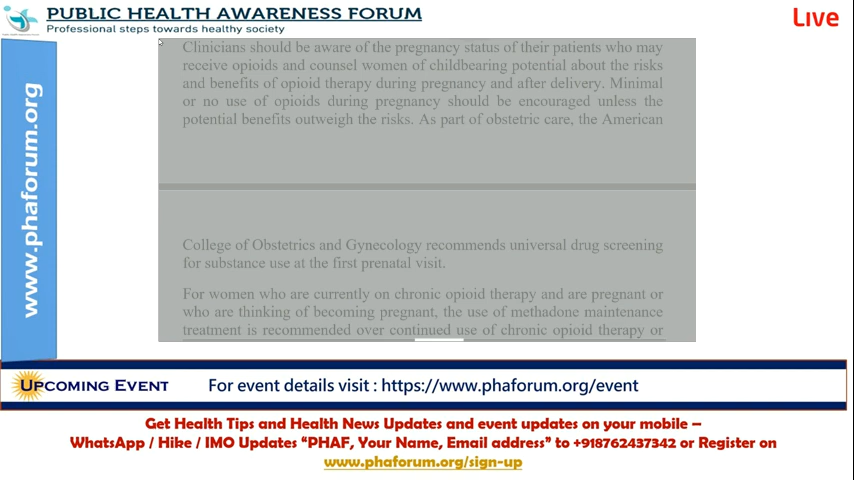 PUBLIC HEALTH AWARENESS FORUM
Professional steps towards healthy society
Live
www.phaforum.org
Clinicians should be aware of the pregnancy status of their patients who may
receive opioids and counsel women of childbearing potential about the risks
and benefits of opioid therapy during pregnancy and after delivery. Minimal
or no use of opioids during pregnancy should be encouraged unless the
potential benefits outweigh the risks. As part of obstetric care, the American
College of Obstetrics and Gynecology recommends universal drug screening
for substance use at the first prenatal visit.
For women who are currently on chronic opioid therapy and are pregnant or
who are thinking of becoming pregnant, the use of methadone maintenance
treatment is recommended over continued use of chronic opioid therapy or
UPCOMING EVENT
For event details visit : https://www.phaforum.org/event
Get Health Tips and Health News Updates and event updates on your mobile –
WhatsApp / Hike / IMO Updates “PHAF, Your Name, Email address” to +918762437342 or Register on
www.phaforum.org/sign-up